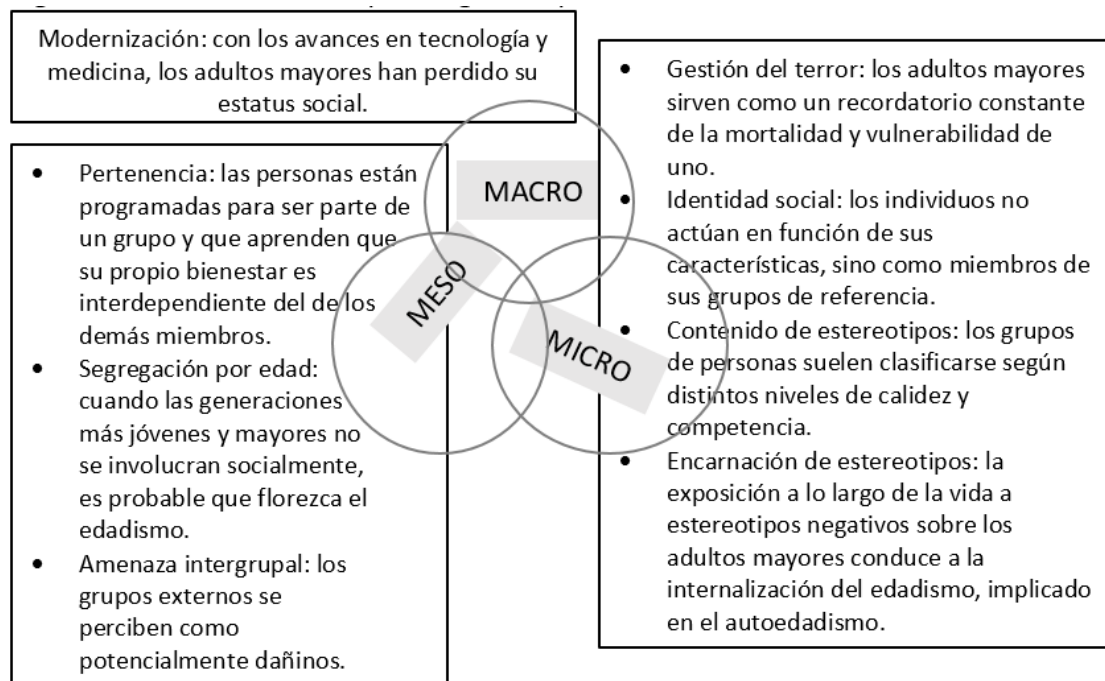 Modernización: con los avances en tecnología y
medicina, los adultos mayores han perdido su
estatus social.
• Pertenencia: las personas están
programadas para ser parte de
un grupo y que aprenden que
su propio bienestar es
interdependiente del de los
demás miembros.
• Segregación por edad:
cuando las generaciones
más jóvenes y mayores no
se involucran socialmente,
es probable que florezca el
edadismo.
• Amenaza intergrupal: los
grupos externos se
perciben como
potencialmente dañinos.
MACRO
MESO
MICRO
• Gestión del terror: los adultos mayores
sirven como un recordatorio constante
de la mortalidad y vulnerabilidad de
uno.
• Identidad social: los individuos no
actúan en función de sus
características, sino como miembros de
sus grupos de referencia.
• Contenido de estereotipos: los grupos
de personas suelen clasificarse según
distintos niveles de calidez y
competencia.
• Encarnación de estereotipos: la
exposición a lo largo de la vida a
estereotipos negativos sobre los
adultos mayores conduce a la
internalización del edadismo, implicado
en el autoedadismo.